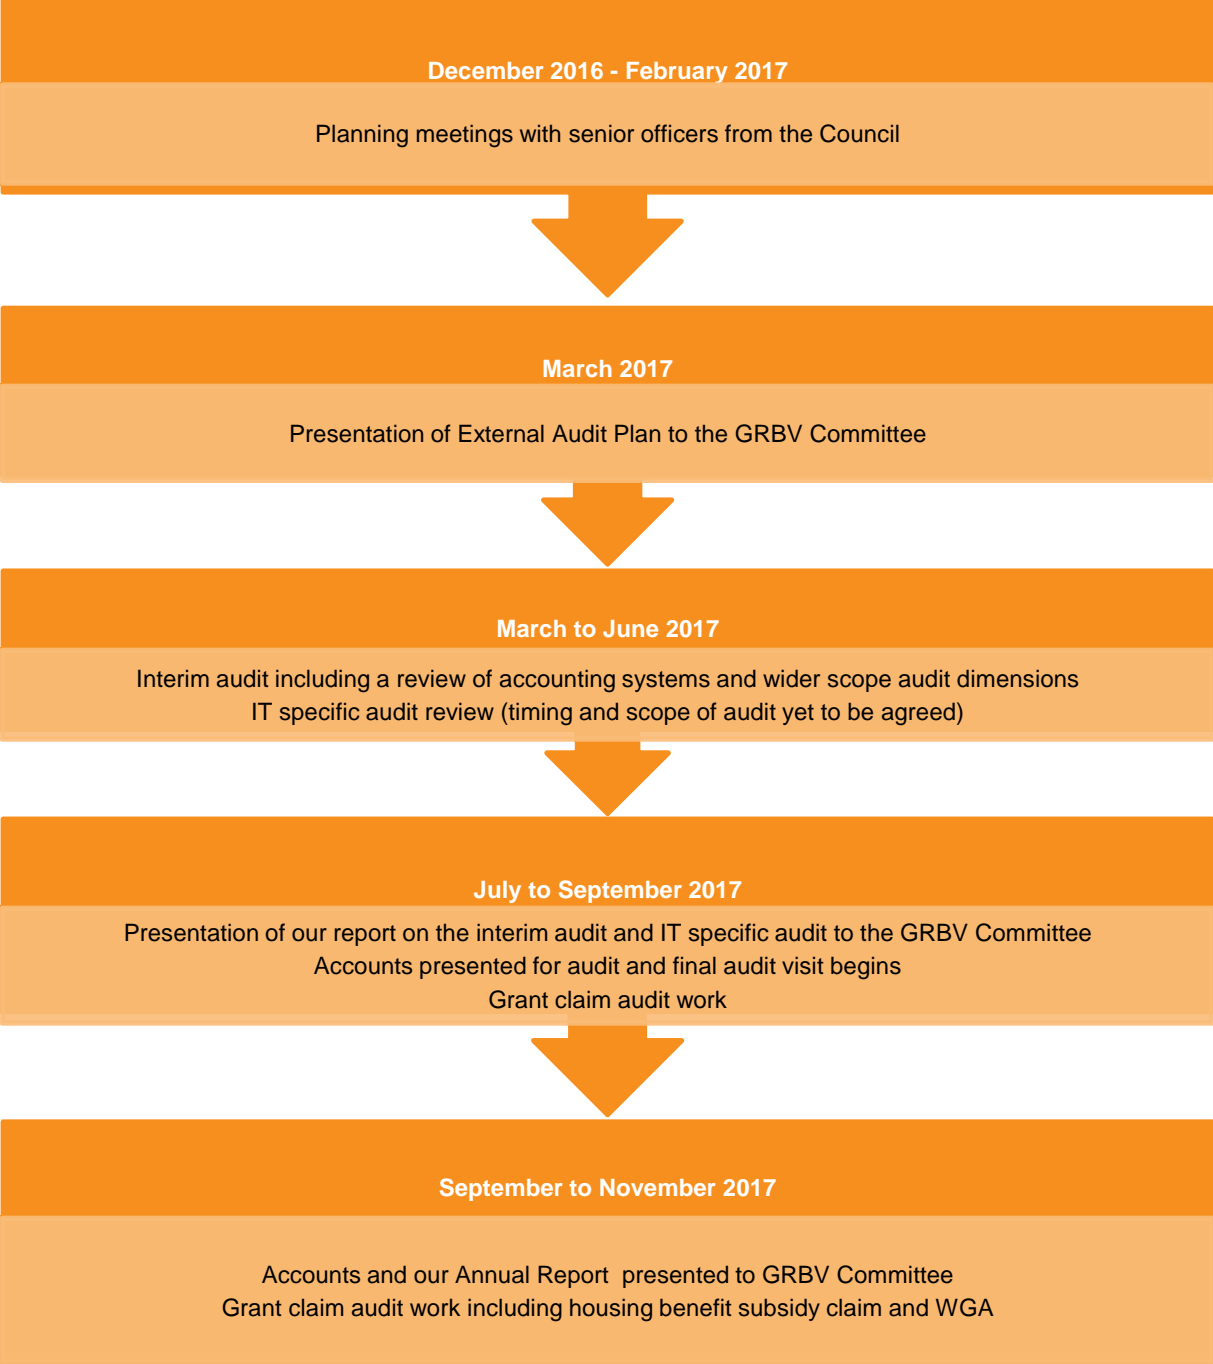 December 2016 - February 2017
Planning meetings with senior officers from the Council
March 2017
Presentation of External Audit Plan to the GRBV Committee
March to June 2017
Interim audit including a review of accounting systems and wider scope audit dimensions
IT specific audit review (timing and scope of audit yet to be agreed)
July to September 2017
Presentation of our report on the interim audit and IT specific audit to the GRBV Committee
Accounts presented for audit and final audit visit begins
Grant claim audit work
September to November 2017
Accounts and our Annual Report  presented to GRBV Committee
Grant claim audit work including housing benefit subsidy claim and WGA